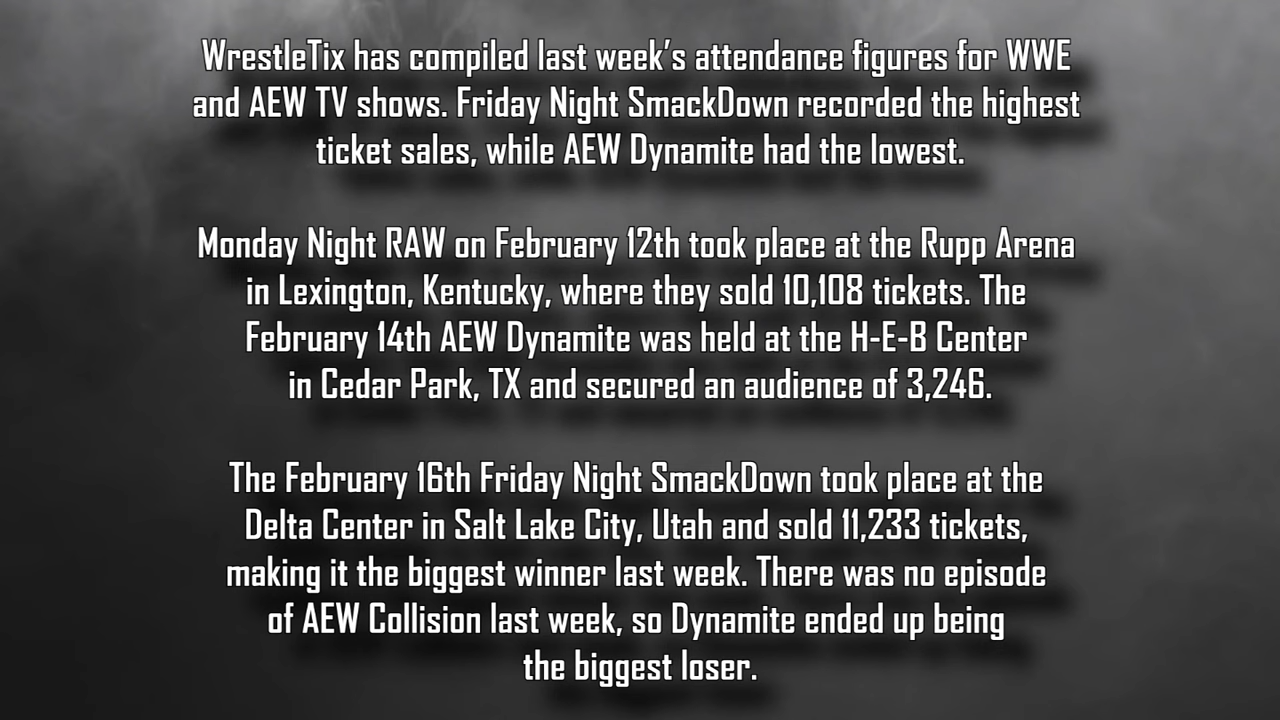 WrestleTix has compiled last week’s attendance figures for WWE
and AEW TV shows. Friday Night SmackDown recorded the highest
ticket sales, while AEW Dynamite had the lowest.
Monday Night RAW on February 12th took place at the Rupp Arena
in Lexington, Kentucky, where they sold 10,108 tickets. The
February 14th AEW Dynamite was held at the H-E-B Center
in Cedar Park, TX and secured an audience of 3,246.
The February 16th Friday Night SmackDown took place at the
Delta Center in Salt Lake City, Utah and sold 11,233 tickets,
making it the biggest winner last week. There was no episode
of AEW Collision last week, so Dynamite ended up being
the biggest loser.